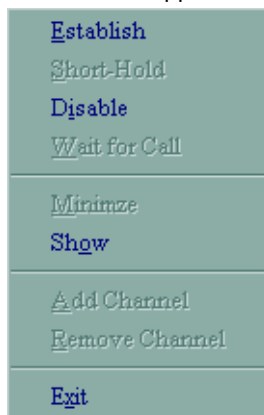 Establish
Short-Hold
Disable
Wait for Call
Minimze
Show
Add Channel
Remove Channel
Exit